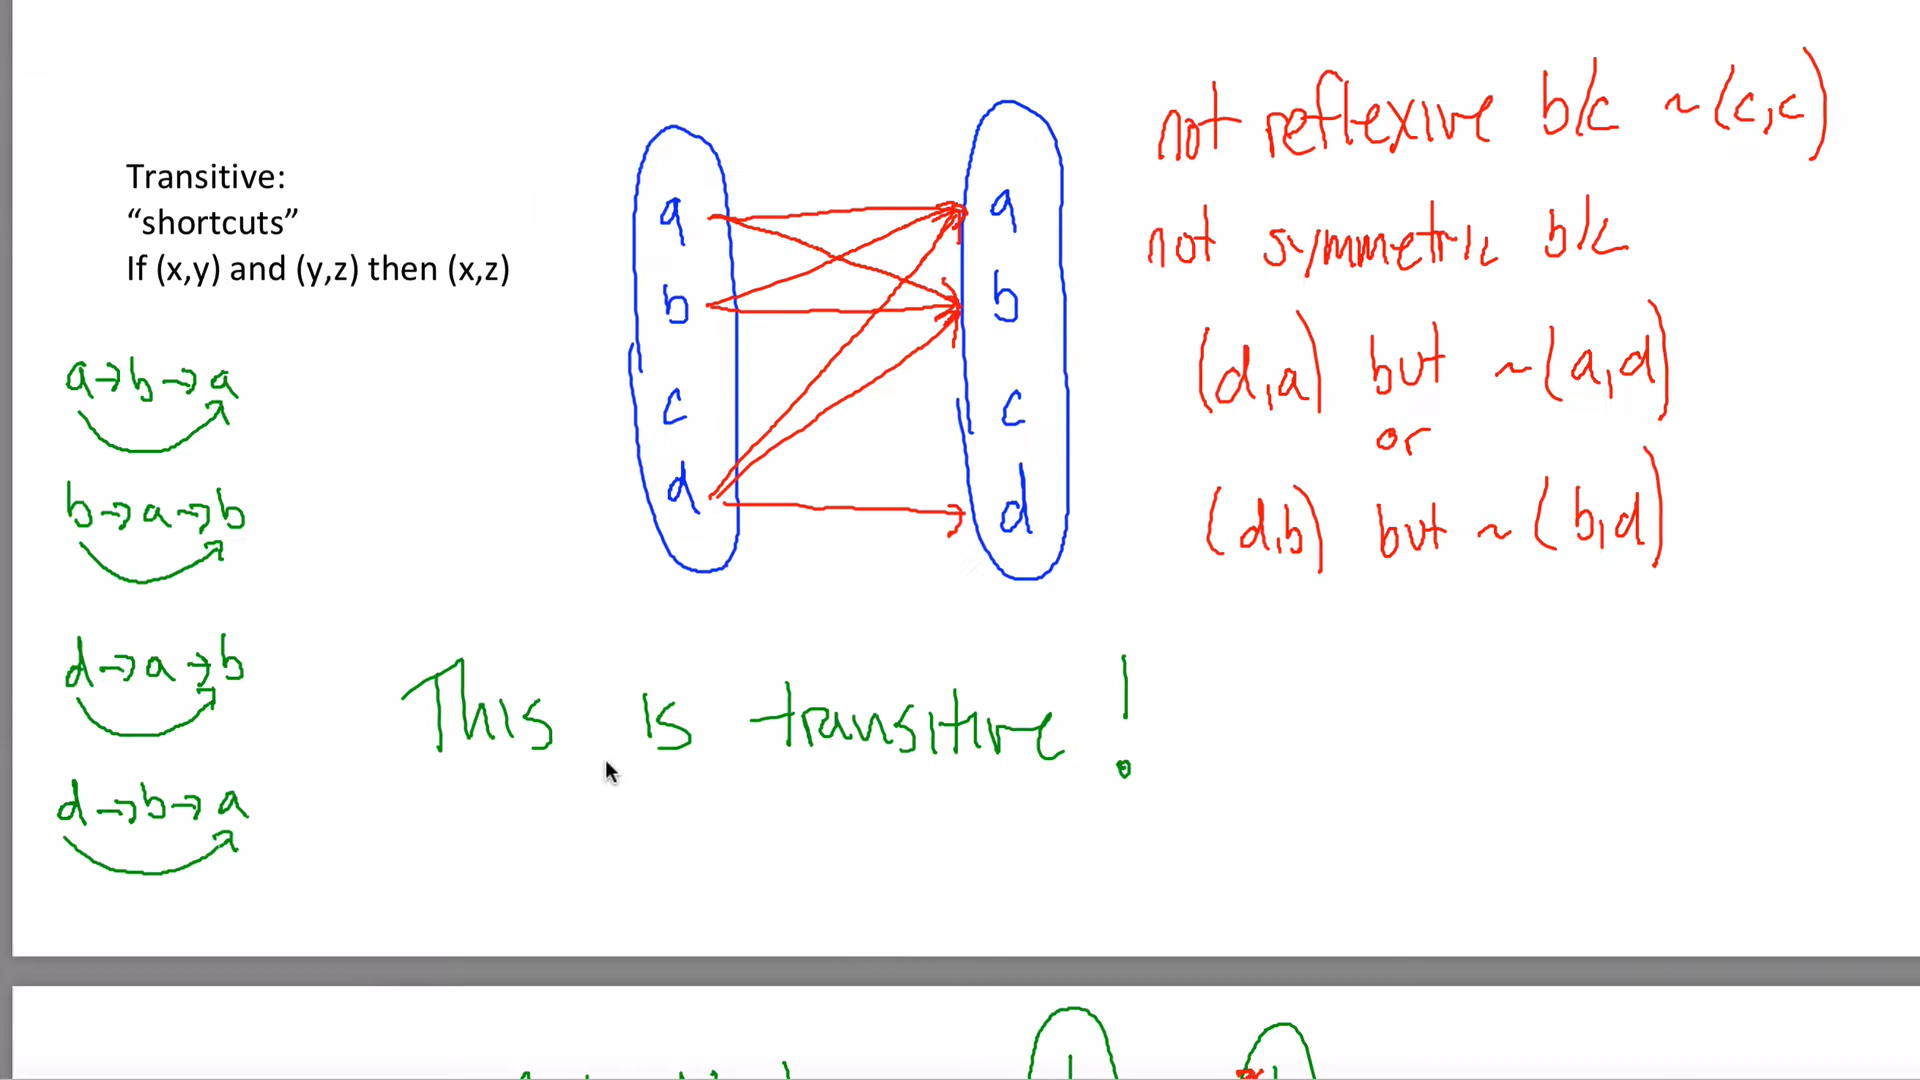 Transitive:
“shortcuts”
If (x,y) and (y,z) then (x,z)
a→b→a
b→a→b
d→a→b
d→b→a
a
b
c
d
a
b
c
d
not reflexive b/c ~(c,c)
not symmetric b/c
(d,a) but ~(a,d)
or
(d,b) but ~(b,d)
This is transitive!